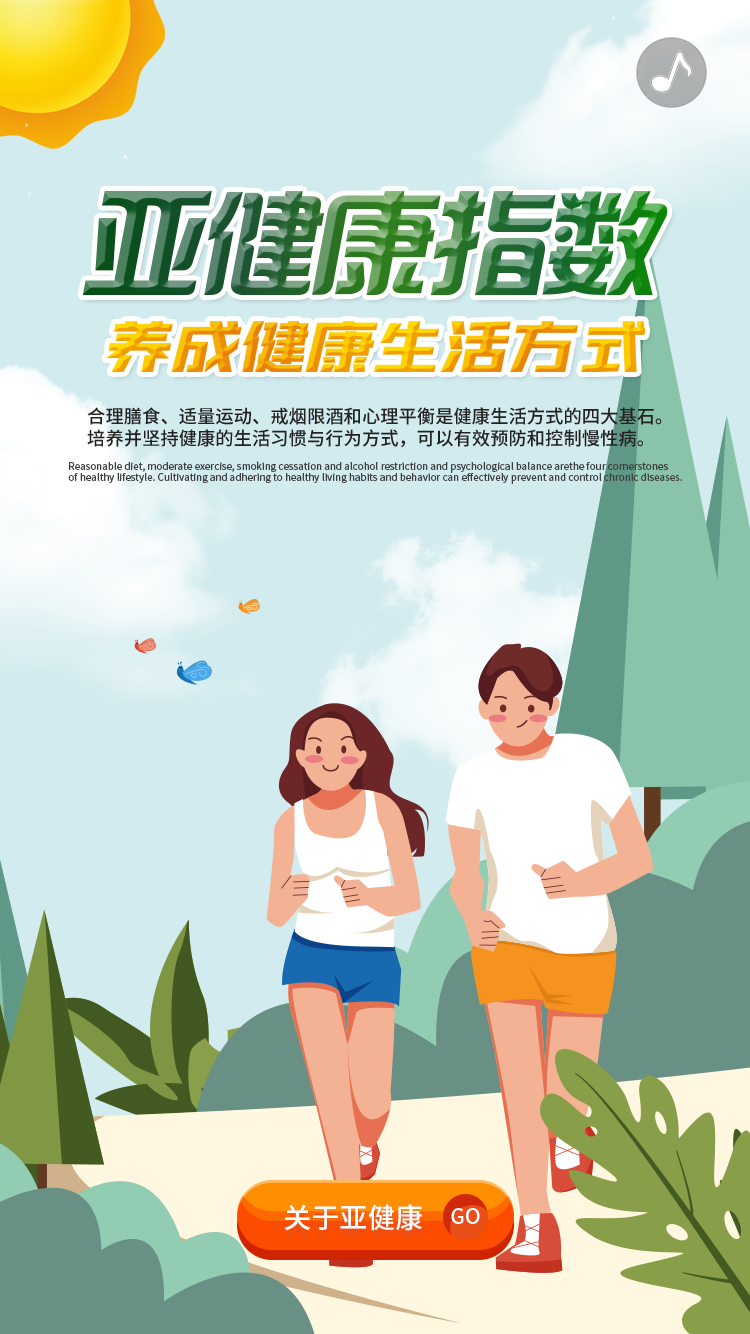 亚健康指数
养成健康生活方式
合理膳食、适量运动、戒烟限酒和心理平衡是健康生活方式的四大基石。
培养并坚持健康的生活习惯与行为方式，可以有效预防和控制慢性病。
Reasonable diet, moderate exercise, smoking cessation and alcohol restriction and psychological balance arethe four cornerstones
of healthy lifestyle. Cultivating and adhering to healthy living habits and behavior can effectively prevent and control chronic diseases.
关于亚健康 GO